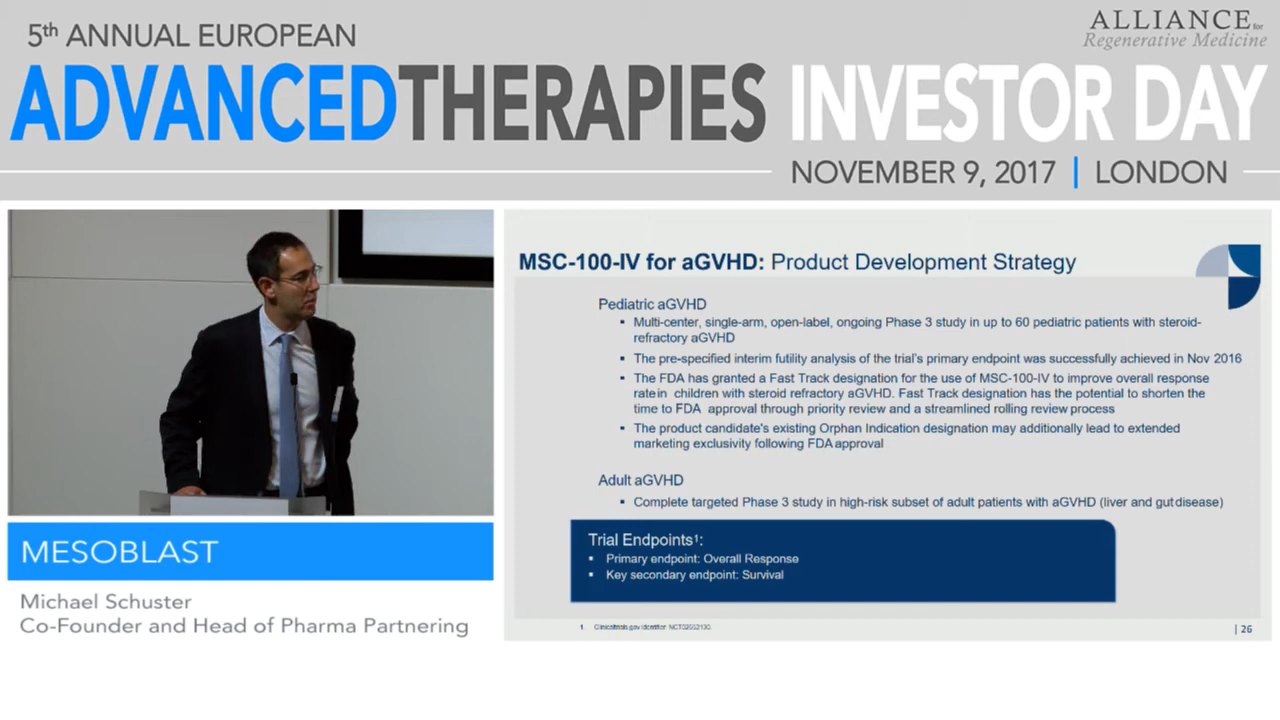 5th ANNUAL EUROPEAN
ADVANCEDTHERAPIES INVESTOR DAY
ALLIANCE for
Regenerative Medicine
NOVEMBER 9, 2017 | LONDON
MSC-100-IV for aGVHD: Product Development Strategy
Pediatric aGVHD
▪ Multi-center, single-arm, open-label, ongoing Phase 3 study in up to 60 pediatric patients with steroid-
refractory aGVHD
▪ The pre-specified interim futility analysis of the trial's primary endpoint was successfully achieved in Nov 2016
▪ The FDA has granted a Fast Track designation for the use of MSC-100-IV to improve overall response
rate in children with steroid refractory aGVHD. Fast Track designation has the potential to shorten the
time to FDA approval through priority review and a streamlined rolling review process
▪ The product candidate's existing Orphan Indication designation may additionally lead to extended
marketing exclusivity following FDA approval
Adult aGVHD
▪ Complete targeted Phase 3 study in high-risk subset of adult patients with aGVHD (liver and gut disease)
Trial Endpoints1:
▪ Primary endpoint: Overall Response
▪ Key secondary endpoint: Survival
1. Clinicaltrials.gov identifier:
| 26
MESOBLAST
Michael Schuster
Co-Founder and Head of Pharma Partnering